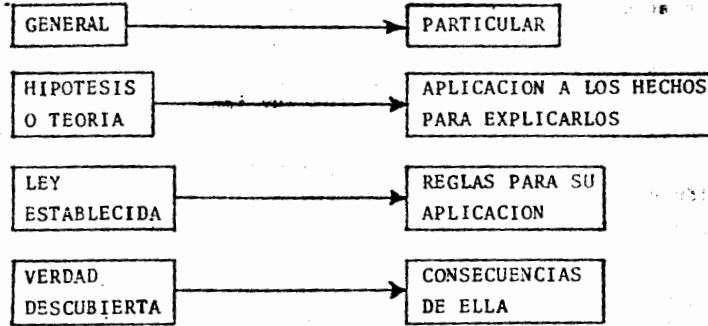 GENERAL
PARTICULAR
HIPOTESIS
O TEORIA
APLICACION A LOS HECHOS
PARA EXPLICARLOS
LEY
ESTABLECIDA
REGLAS PARA SU
APLICACION
VERDAD
DESCUBIERTA
CONSECUENCIAS
DE ELLA